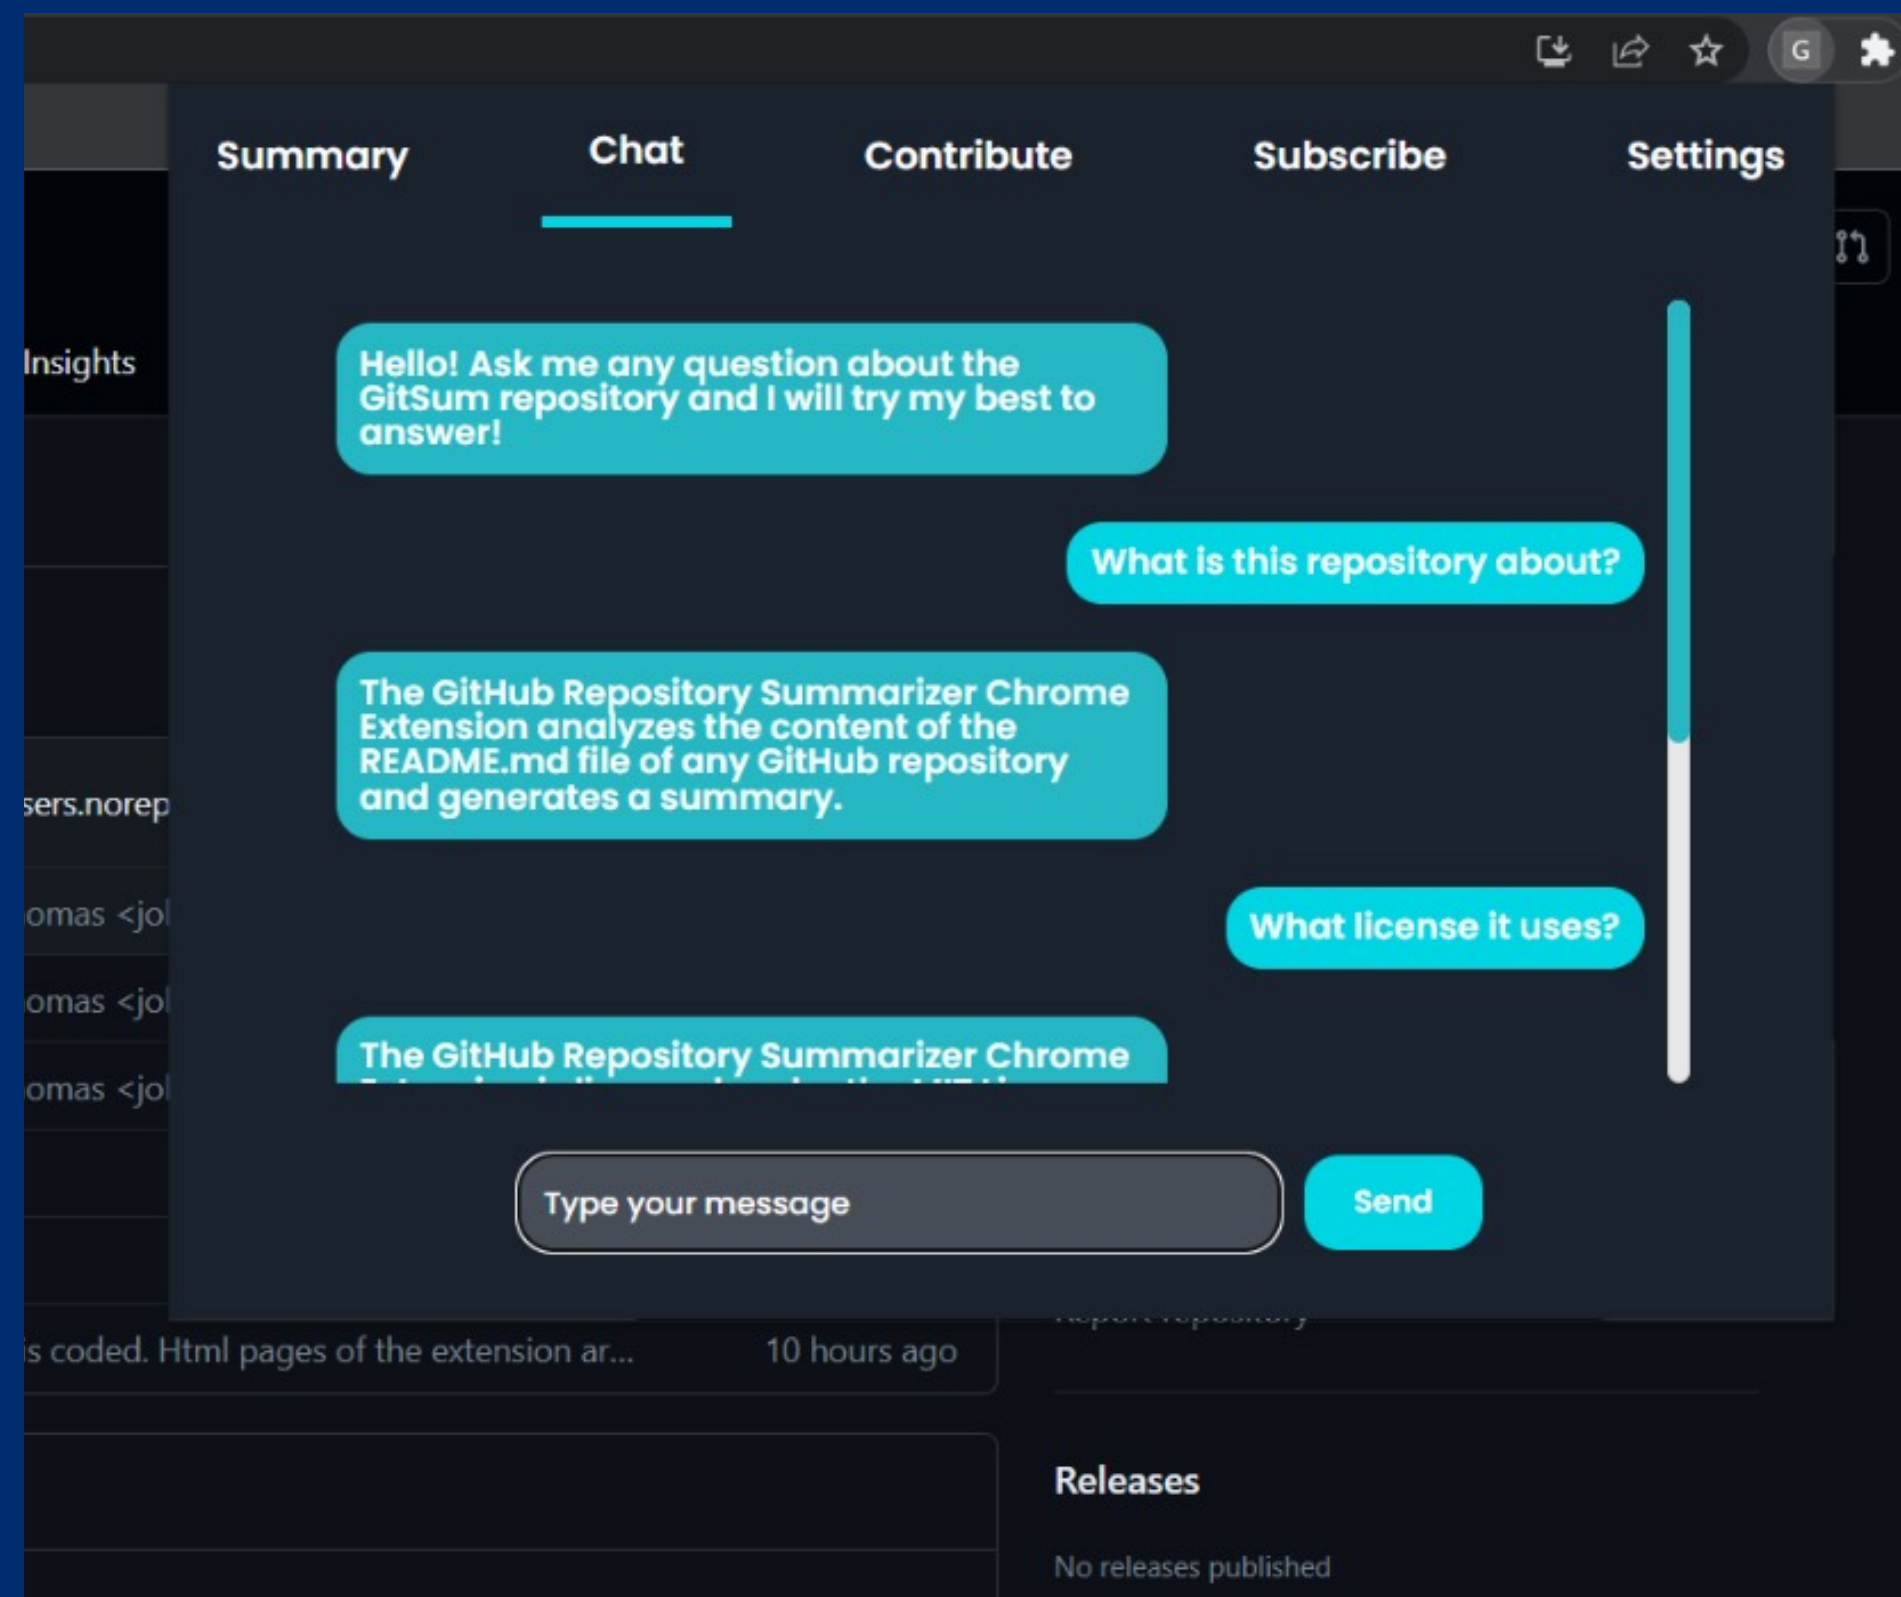 G
Summary Chat Contribute Subscribe Settings
Insights
Hello! Ask me any question about the
GitSum repository and I will try my best to
answer!
What is this repository about?
The GitHub Repository Summarizer Chrome
Extension analyzes the content of the
README.md file of any GitHub repository
and generates a summary.
sers.norep
What license it uses?
omas <jo
omas <jo
The GitHub Repository Summarizer Chrome
omas <jo
Type your message
Send
Report repository
is coded. Html pages of the extension ar... 10 hours ago
Releases
No releases published